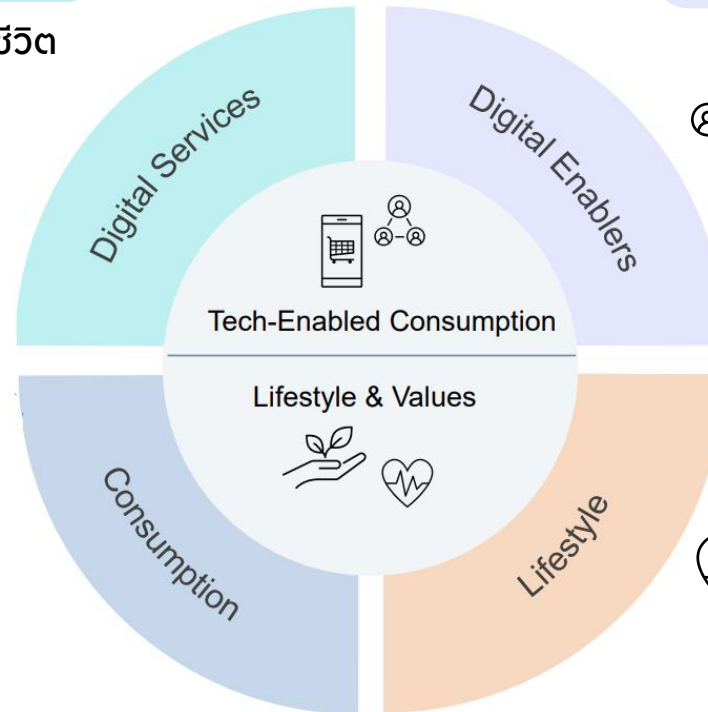 ชีวิต
Digital Services
Digital Enablers
Tech-Enabled Consumption
Lifestyle & Values
Consumption
Lifestyle